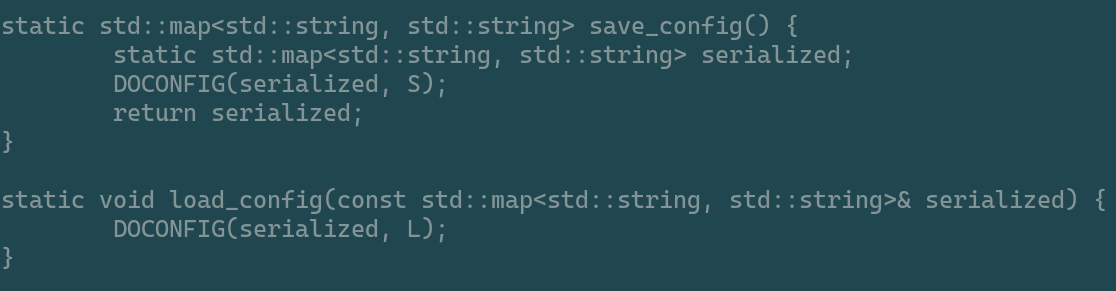 static std::map<std::string, std::string> save_config() {
        static std::map<std::string, std::string> serialized;
        DOCONFIG(serialized, S);
        return serialized;
}

static void load_config(const std::map<std::string, std::string>& serialized) {
        DOCONFIG(serialized, L);
}